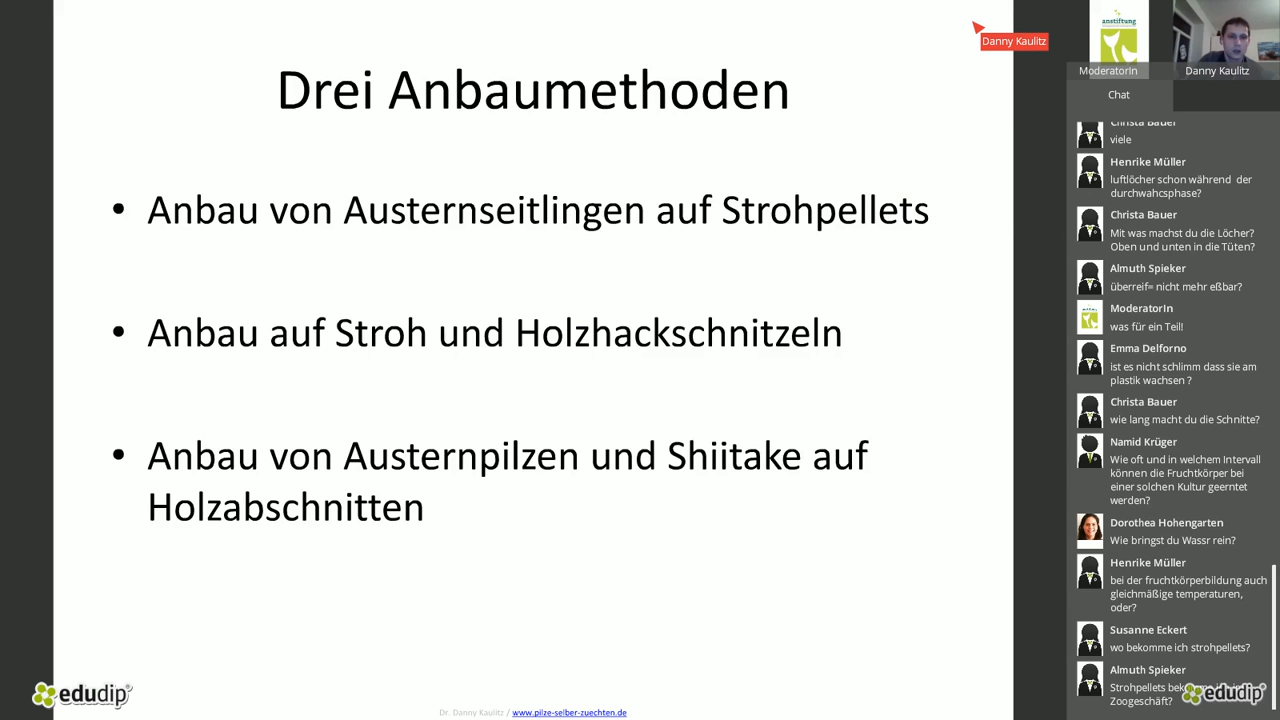 Drei Anbaumethoden
• Anbau von Austernseitlingen auf Strohpellets
• Anbau auf Stroh und Holzhackschnitzeln
• Anbau von Austernpilzen und Shiitake auf
Holzabschnitten
edudip
Dr. Danny Kaulitz / www.pilze-selber-zuechten.de
Danny Kaulitz
anstiftung
ModeratorIn
Danny Kaulitz
Chat
Christa Bauer
viele
Henrike Müller
luftlöcher schon während der
durchwahcsphase?
Christa Bauer
Mit was machst du die Löcher?
Oben und unten in die Tüten?
Almuth Spieker
überreif= nicht mehr eßbar?
ModeratorIn
was für ein Teil!
Emma Delforno
ist es nicht schlimm dass sie am
plastik wachsen ?
Christa Bauer
wie lang macht du die Schnitte?
Namid Krüger
Wie oft und in welchem Intervall
können die Fruchtkörper bei
einer solchen Kultur geerntet
werden?
Dorothea Hohengarten
Wie bringst du Wassr rein?
Henrike Müller
bei der fruchtkörperbildung auch
gleichmäßige temperaturen,
oder?
Susanne Eckert
wo bekomme ich strohpellets?
Almuth Spieker
Strohpellets
Zoogeschäft?
edudip